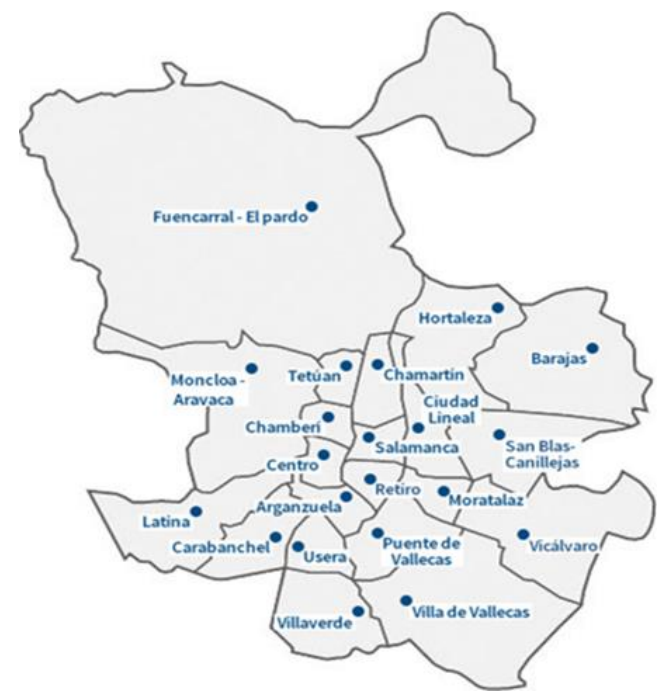 Fuencarral - El pardo
Hortaleza
Barajas
Moncloa -
Aravaca
Tetúan
Chamartín
Ciudad
Lineal
Chamberí
Salamanca
San Blas-
Canillejas
Centro
Retiro
Moratalaz
Arganzuela
Latina
Carabanchel
Usera
Puente de
Vallecas
Vicálvaro
Villaverde
Villa de Vallecas